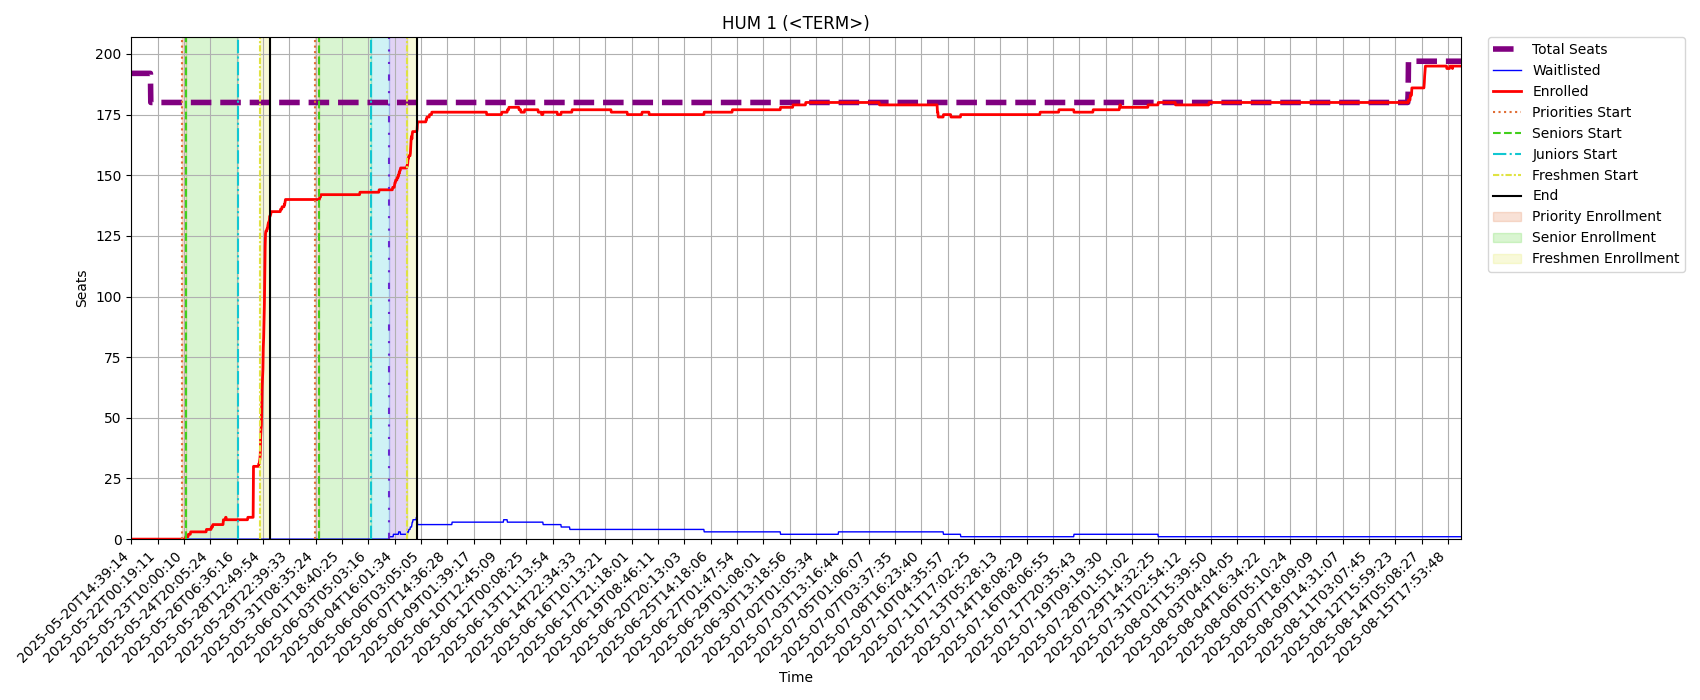 HUM 1 (<TERM>)
Seats
200
175
150
125
100
75
50
25
0
2025-05-20T14:39:14
2025-05-22T00:19:11
2025-05-23T10:00:10
2025-05-24T20:05:24
2025-05-26T06:36:16
2025-05-28T12:49:54
2025-05-29T22:39:33
2025-05-31T08:35:24
2025-06-01T18:40:25
2025-06-03T05:03:16
2025-06-04T16:01:34
2025-06-06T03:05:05
2025-06-07T14:36:28
2025-06-10T01:39:17
2025-06-10T12:45:09
2025-06-12T00:08:25
2025-06-13T11:13:54
2025-06-14T22:34:33
2025-06-16T10:13:21
2025-06-17T21:18:01
2025-06-19T08:46:11
2025-06-20T20:13:03
2025-06-25T14:18:06
2025-06-27T01:47:54
2025-06-29T01:08:01
2025-06-30T13:18:56
2025-07-02T01:05:34
2025-07-03T13:16:44
2025-07-05T01:06:07
2025-07-07T03:37:35
2025-07-08T16:23:40
2025-07-10T04:35:57
2025-07-11T17:02:25
2025-07-13T05:28:13
2025-07-14T18:08:29
2025-07-16T08:06:55
2025-07-17T20:35:43
2025-07-19T09:19:30
2025-07-28T01:51:02
2025-07-29T14:32:25
2025-07-31T02:54:12
2025-08-01T15:39:50
2025-08-03T04:04:05
2025-08-04T16:34:22
2025-08-06T05:10:24
2025-08-07T18:09:09
2025-08-09T14:31:07
2025-08-11T03:07:45
2025-08-12T15:59:23
2025-08-14T05:08:27
2025-08-15T17:53:48
Time
Total Seats
Waitlisted
Enrolled
Priorities Start
Seniors Start
Juniors Start
Freshmen Start
End
Priority Enrollment
Senior Enrollment
Freshmen Enrollment